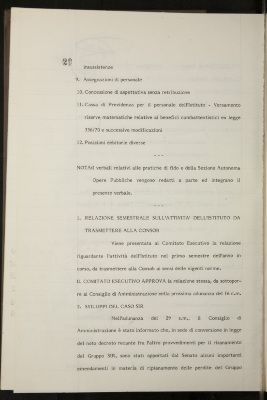 20
inesistenze
9. Assegnazioni di personale
10. Concessione di aspettativa senza retribuzione
11. Cassa di Previdenza per il personale dell'Istituto - Versamento
riserve matematiche relative ai benefici combattentistici ex legge
336/70 e successive modificazioni
12. Posizioni debitorie diverse
---
NOTA: I verbali relativi alle pratiche di fido e della Sezione Autonoma
Opere Pubbliche vengono redatti a parte ed integrano il
presente verbale.
---
1. RELAZIONE SEMESTRALE SULL'ATTIVITA' DELL'ISTITUTO DA
TRASMETTERE ALLA CONSOB
Viene presentata al Comitato Esecutivo la relazione
riguardante l'attività dell'Istituto nel primo semestre dell'anno in
corso, da trasmettere alla Consob ai sensi delle vigenti norme.
IL COMITATO ESECUTIVO APPROVA la relazione stessa, da sottopor-
re al Consiglio di Amministrazione nella prossima adunanza del 16 c.m.
2. SVILUPPI DEL CASO SIR
Nell'adunanza del 29 u.m., il Consiglio di
Amministrazione è stato informato che, in sede di conversione in legge
del noto decreto recante fra l'altro provvedimenti per il risanamento
del Gruppo SIR, sono stati apportati dal Senato alcuni importanti
emendamenti in materia di ripianamento delle perdite del Gruppo